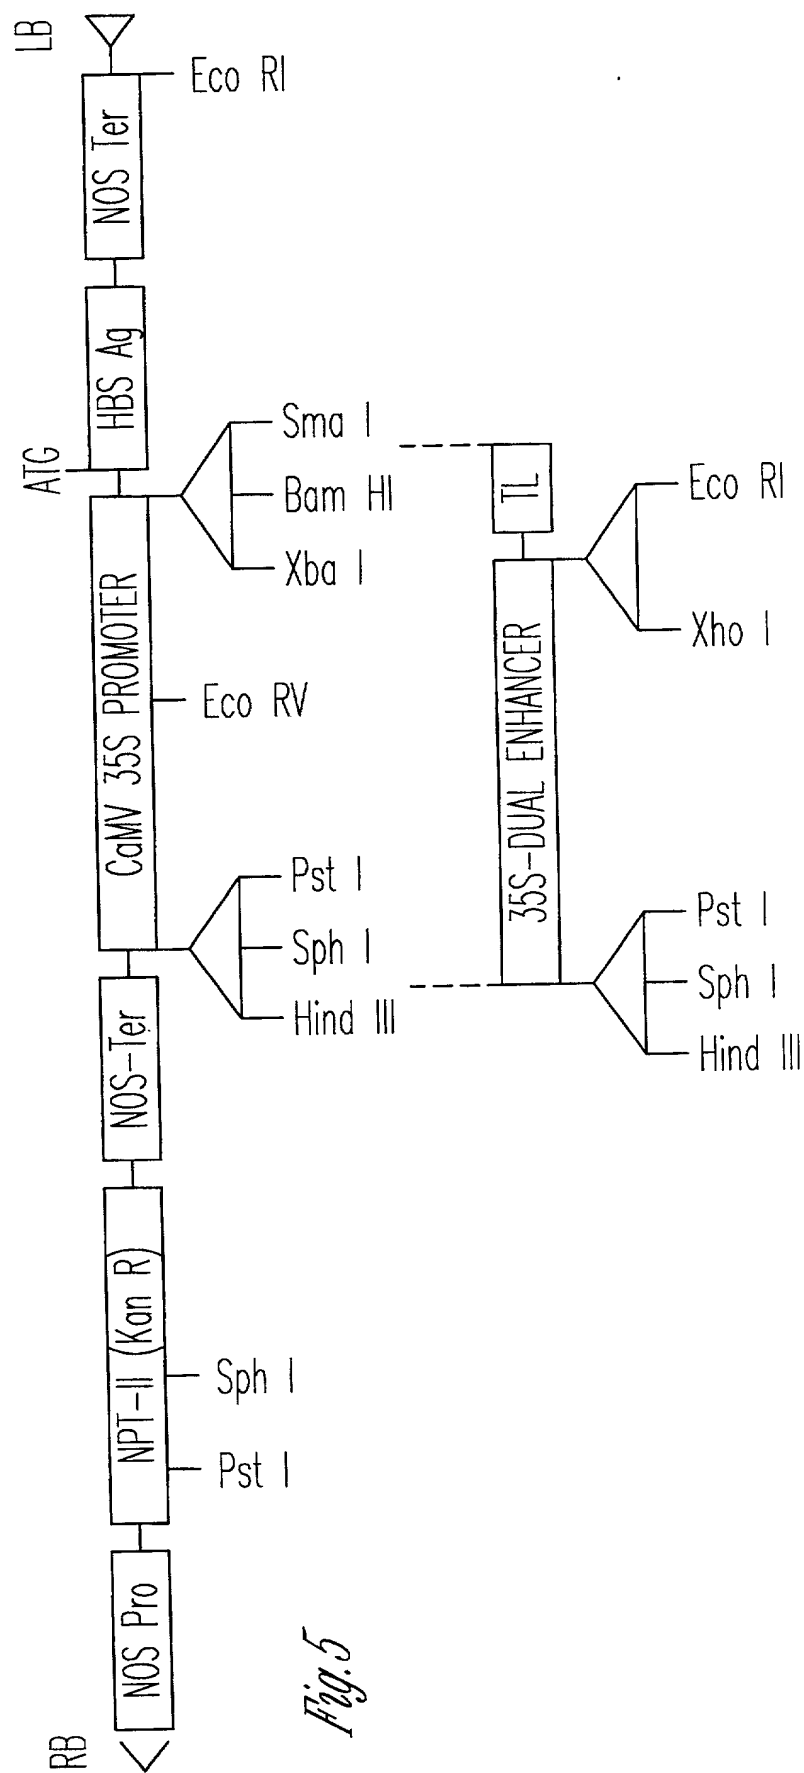 LB
Eco RI
NOS Ter
HBS Ag
ATG
Sma I
Bam HI
Xba I
TL
Eco RI
Xho I
CaMV 35S PROMOTER
Eco RV
35S-DUAL ENHANCER
Pst I
Sph I
Hind III
Pst I
Sph I
Hind III
NOS-Ter
NPT-II (Kan R)
Sph I
Pst I
NOS Pro
RB
Fig. 5